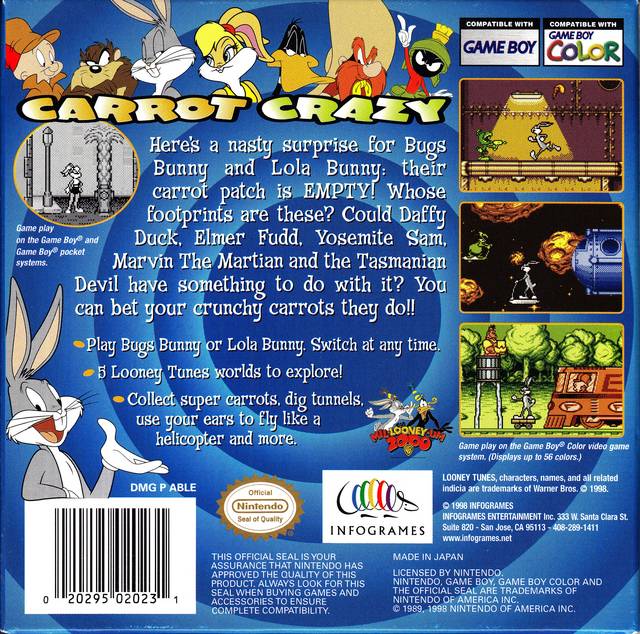 COMPATIBLE WITH
GAME BOY
COMPATIBLE WITH
GAME BOY
COLOR
CARROT CRAZY
Here's a nasty surprise for Bugs
Bunny and Lola Bunny: their
carrot patch is EMPTY! Whose
footprints are these? Could Daffy
Duck, Elmer Fudd, Yosemite Sam,
Marvin The Martian and the Tasmanian
Devil have something to do with it? You
can bet your crunchy carrots they do!!
Game play
on the Game Boy® and
Game Boy® pocket
systems.
Play Bugs Bunny or Lola Bunny. Switch at any time.
5 Looney Tunes worlds to explore!
Collect super carrots, dig tunnels,
use your ears to fly like a
helicopter and more.
Game play on the Game Boy® Color video game
system. (Displays up to 56 colors.)
DMG P ABLE
Official
Nintendo
Seal of Quality
INFOGRAMES
LOONEY TUNES, characters, names, and all related
indicia are trademarks of Warner Bros. © 1998.
© 1998 INFOGRAMES
INFOGRAMES ENTERTAINMENT Inc. 333 W. Santa Clara St.
Suite 820 - San Jose, CA 95113 - 408-289-1411
www.infogrames.net
0 20295 02023 1
THIS OFFICIAL SEAL IS YOUR
ASSURANCE THAT NINTENDO HAS
APPROVED THE QUALITY OF THIS
PRODUCT. ALWAYS LOOK FOR THIS
SEAL WHEN BUYING GAMES AND
ACCESSORIES TO ENSURE
COMPLETE COMPATIBILITY.
MADE IN JAPAN
LICENSED BY NINTENDO.
NINTENDO, GAME BOY, GAME BOY COLOR AND
THE OFFICIAL SEAL ARE TRADEMARKS OF
NINTENDO OF AMERICA INC.
© 1989, 1998 NINTENDO OF AMERICA INC.